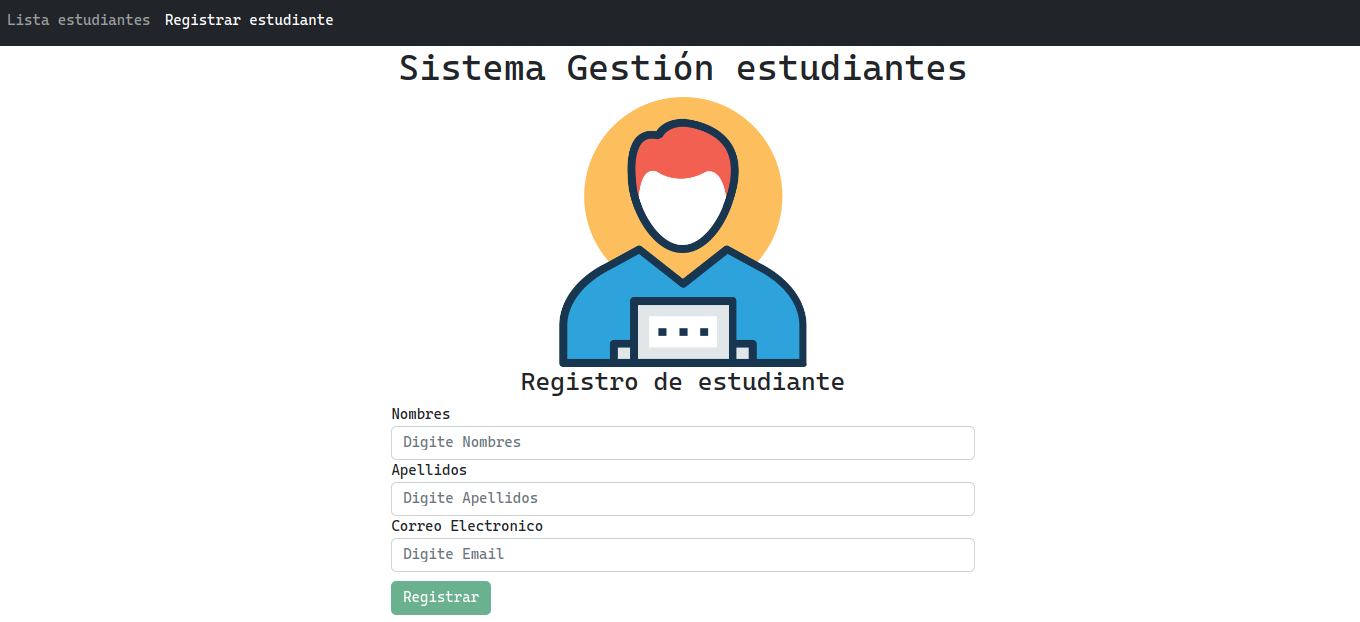 Lista estudiantes Registrar estudiante
Sistema Gestión estudiantes
Registro de estudiante
Nombres
Digite Nombres
Apellidos
Digite Apellidos
Correo Electronico
Digite Email
Registrar